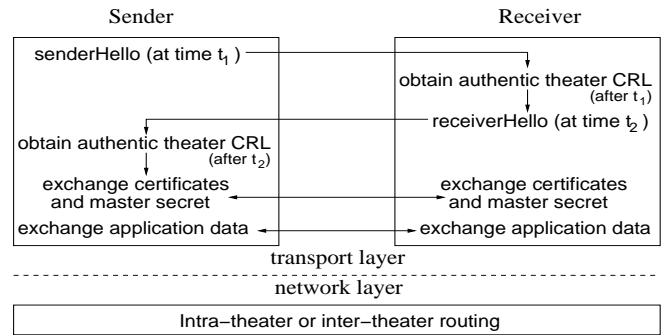 Sender
Receiver
senderHello (at time t1 )
obtain authentic theater CRL
(after t1)
receiverHello (at time t2 )
obtain authentic theater CRL
(after t2)
exchange certificates
and master secret
exchange certificates
and master secret
exchange application data
exchange application data
transport layer
network layer
Intra−theater or inter−theater routing